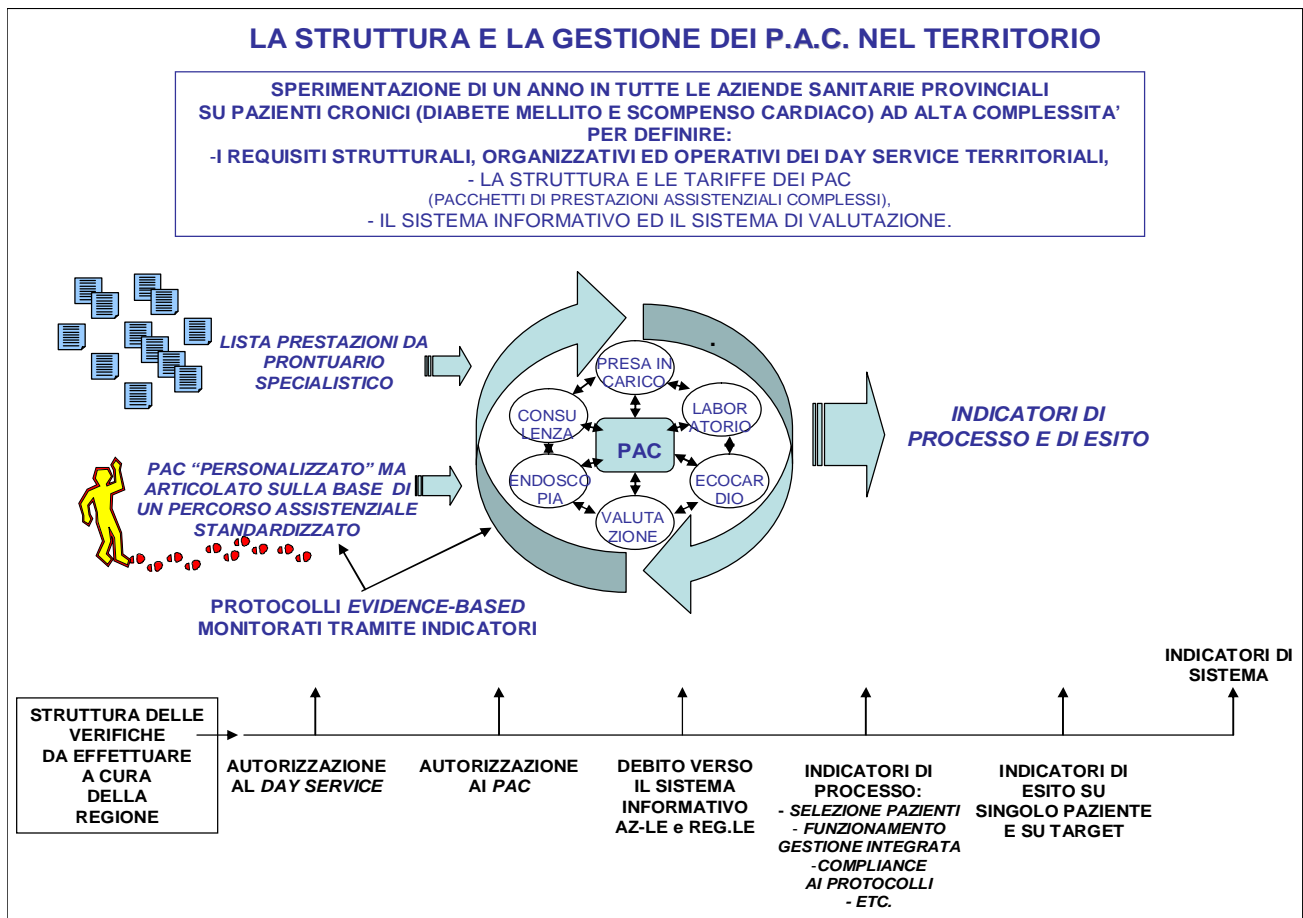 LA STRUTTURA E LA GESTIONE DEI P.A.C. NEL TERRITORIO
SPERIMENTAZIONE DI UN ANNO IN TUTTE LE AZIENDE SANITARIE PROVINCIALI
SU PAZIENTI CRONICI (DIABETE MELLITO E SCOMPENSO CARDIACO) AD ALTA COMPLESSITA'
PER DEFINIRE:
-I REQUISITI STRUTTURALI, ORGANIZZATIVI ED OPERATIVI DEI DAY SERVICE TERRITORIALI,
- LA STRUTTURA E LE TARIFFE DEI PAC
(PACCHETTI DI PRESTAZIONI ASSISTENZIALI COMPLESSI),
- IL SISTEMA INFORMATIVO ED IL SISTEMA DI VALUTAZIONE.
LISTA PRESTAZIONI DA
PRONTUARIO
SPECIALISTICO
PAC “PERSONALIZZATO” MA
ARTICOLATO SULLA BASE DI
UN PERCORSO ASSISTENZIALE
STANDARDIZZATO
PROTOCOLLI EVIDENCE-BASED
MONITORATI TRAMITE INDICATORI
.
PRESA IN
CARICO
CONSU
LENZA
LABOR
ATORIO
PAC
ENDOSCO
PIA
ECOCAR
DIO
VALUTA
ZIONE
INDICATORI DI
PROCESSO E DI ESITO
STRUTTURA DELLE
VERIFICHE
DA EFFETTUARE
A CURA
DELLA
REGIONE
AUTORIZZAZIONE
AL DAY SERVICE
AUTORIZZAZIONE
AI PAC
DEBITO VERSO
IL SISTEMA
INFORMATIVO
AZ-LE e REG.LE
INDICATORI DI
PROCESSO:
- SELEZIONE PAZIENTI
- FUNZIONAMENTO
GESTIONE INTEGRATA
-COMPLIANCE
AI PROTOCOLLI
- ETC.
INDICATORI DI
ESITO SU
SINGOLO PAZIENTE
E SU TARGET
INDICATORI DI
SISTEMA